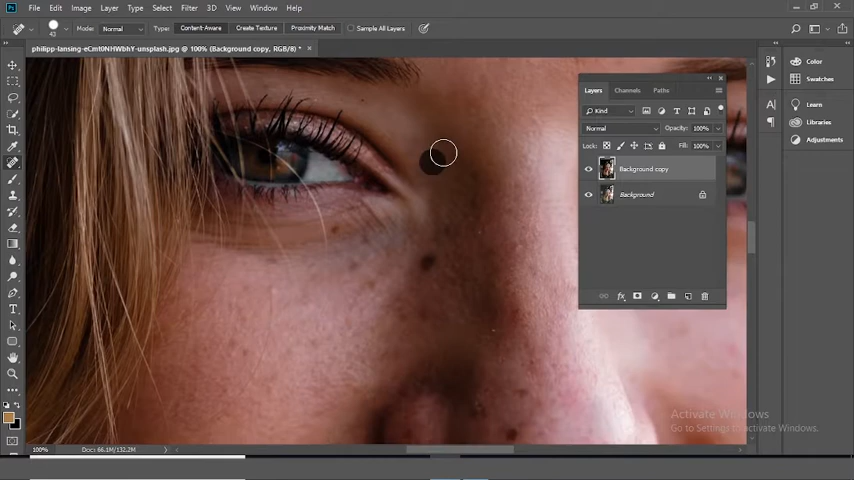 Ps File Edit Image Layer Type Select Filter 3D View Window Help
43 Mode: Normal Type: Content-Aware Create Texture Proximity Match Sample All Layers
philipp-lansing-eCmt0NHWbhY-unsplash.jpg @ 100% (Background copy, RGB/8) *
Layers Channels Paths
Color
Kind
Swatches
Normal Opacity: 100%
Learn
Lock: Fill: 100%
Libraries
Adjustments
Background copy
Background
Activate Windows
Go to Settings to activate Windows.
100% Doc: 66.1M/132.2M